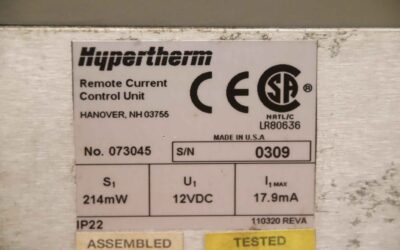 Hypertherm
Remote Current
Control Unit
HANOVER, NH 03755
CE
SA ®
NRTL/C
LR80636
MADE IN U.S.A
No. 073045
S/N
0309
S1
U1
I1 MAX
214mW
12VDC
17.9mA
IP22
110320 REVA
ASSEMBLED
TESTED